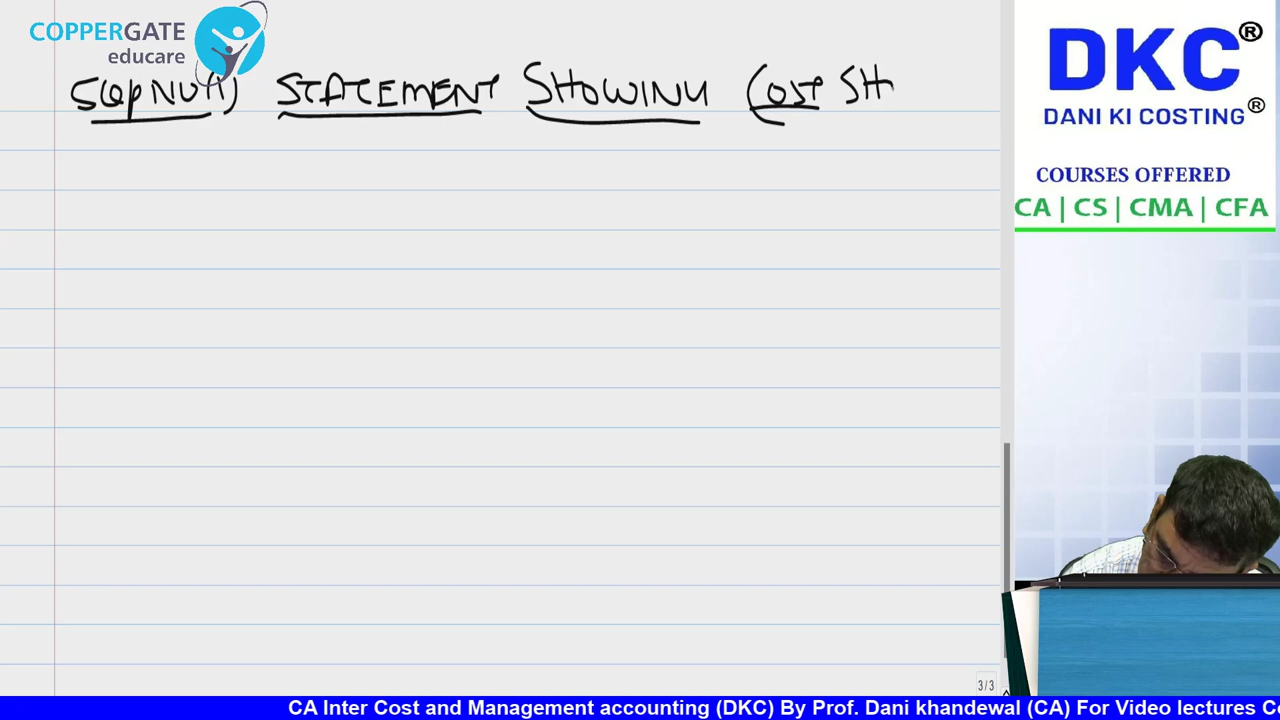 COPPERGATE
educare
STATEMENT SHOWING COST SH
DKC®
DANI KI COSTING®
COURSES OFFERED
CA | CS | CMA | CFA
3/3
CA Inter Cost and Management accounting (DKC) By Prof. Dani khandewal (CA) For Video lectures Co